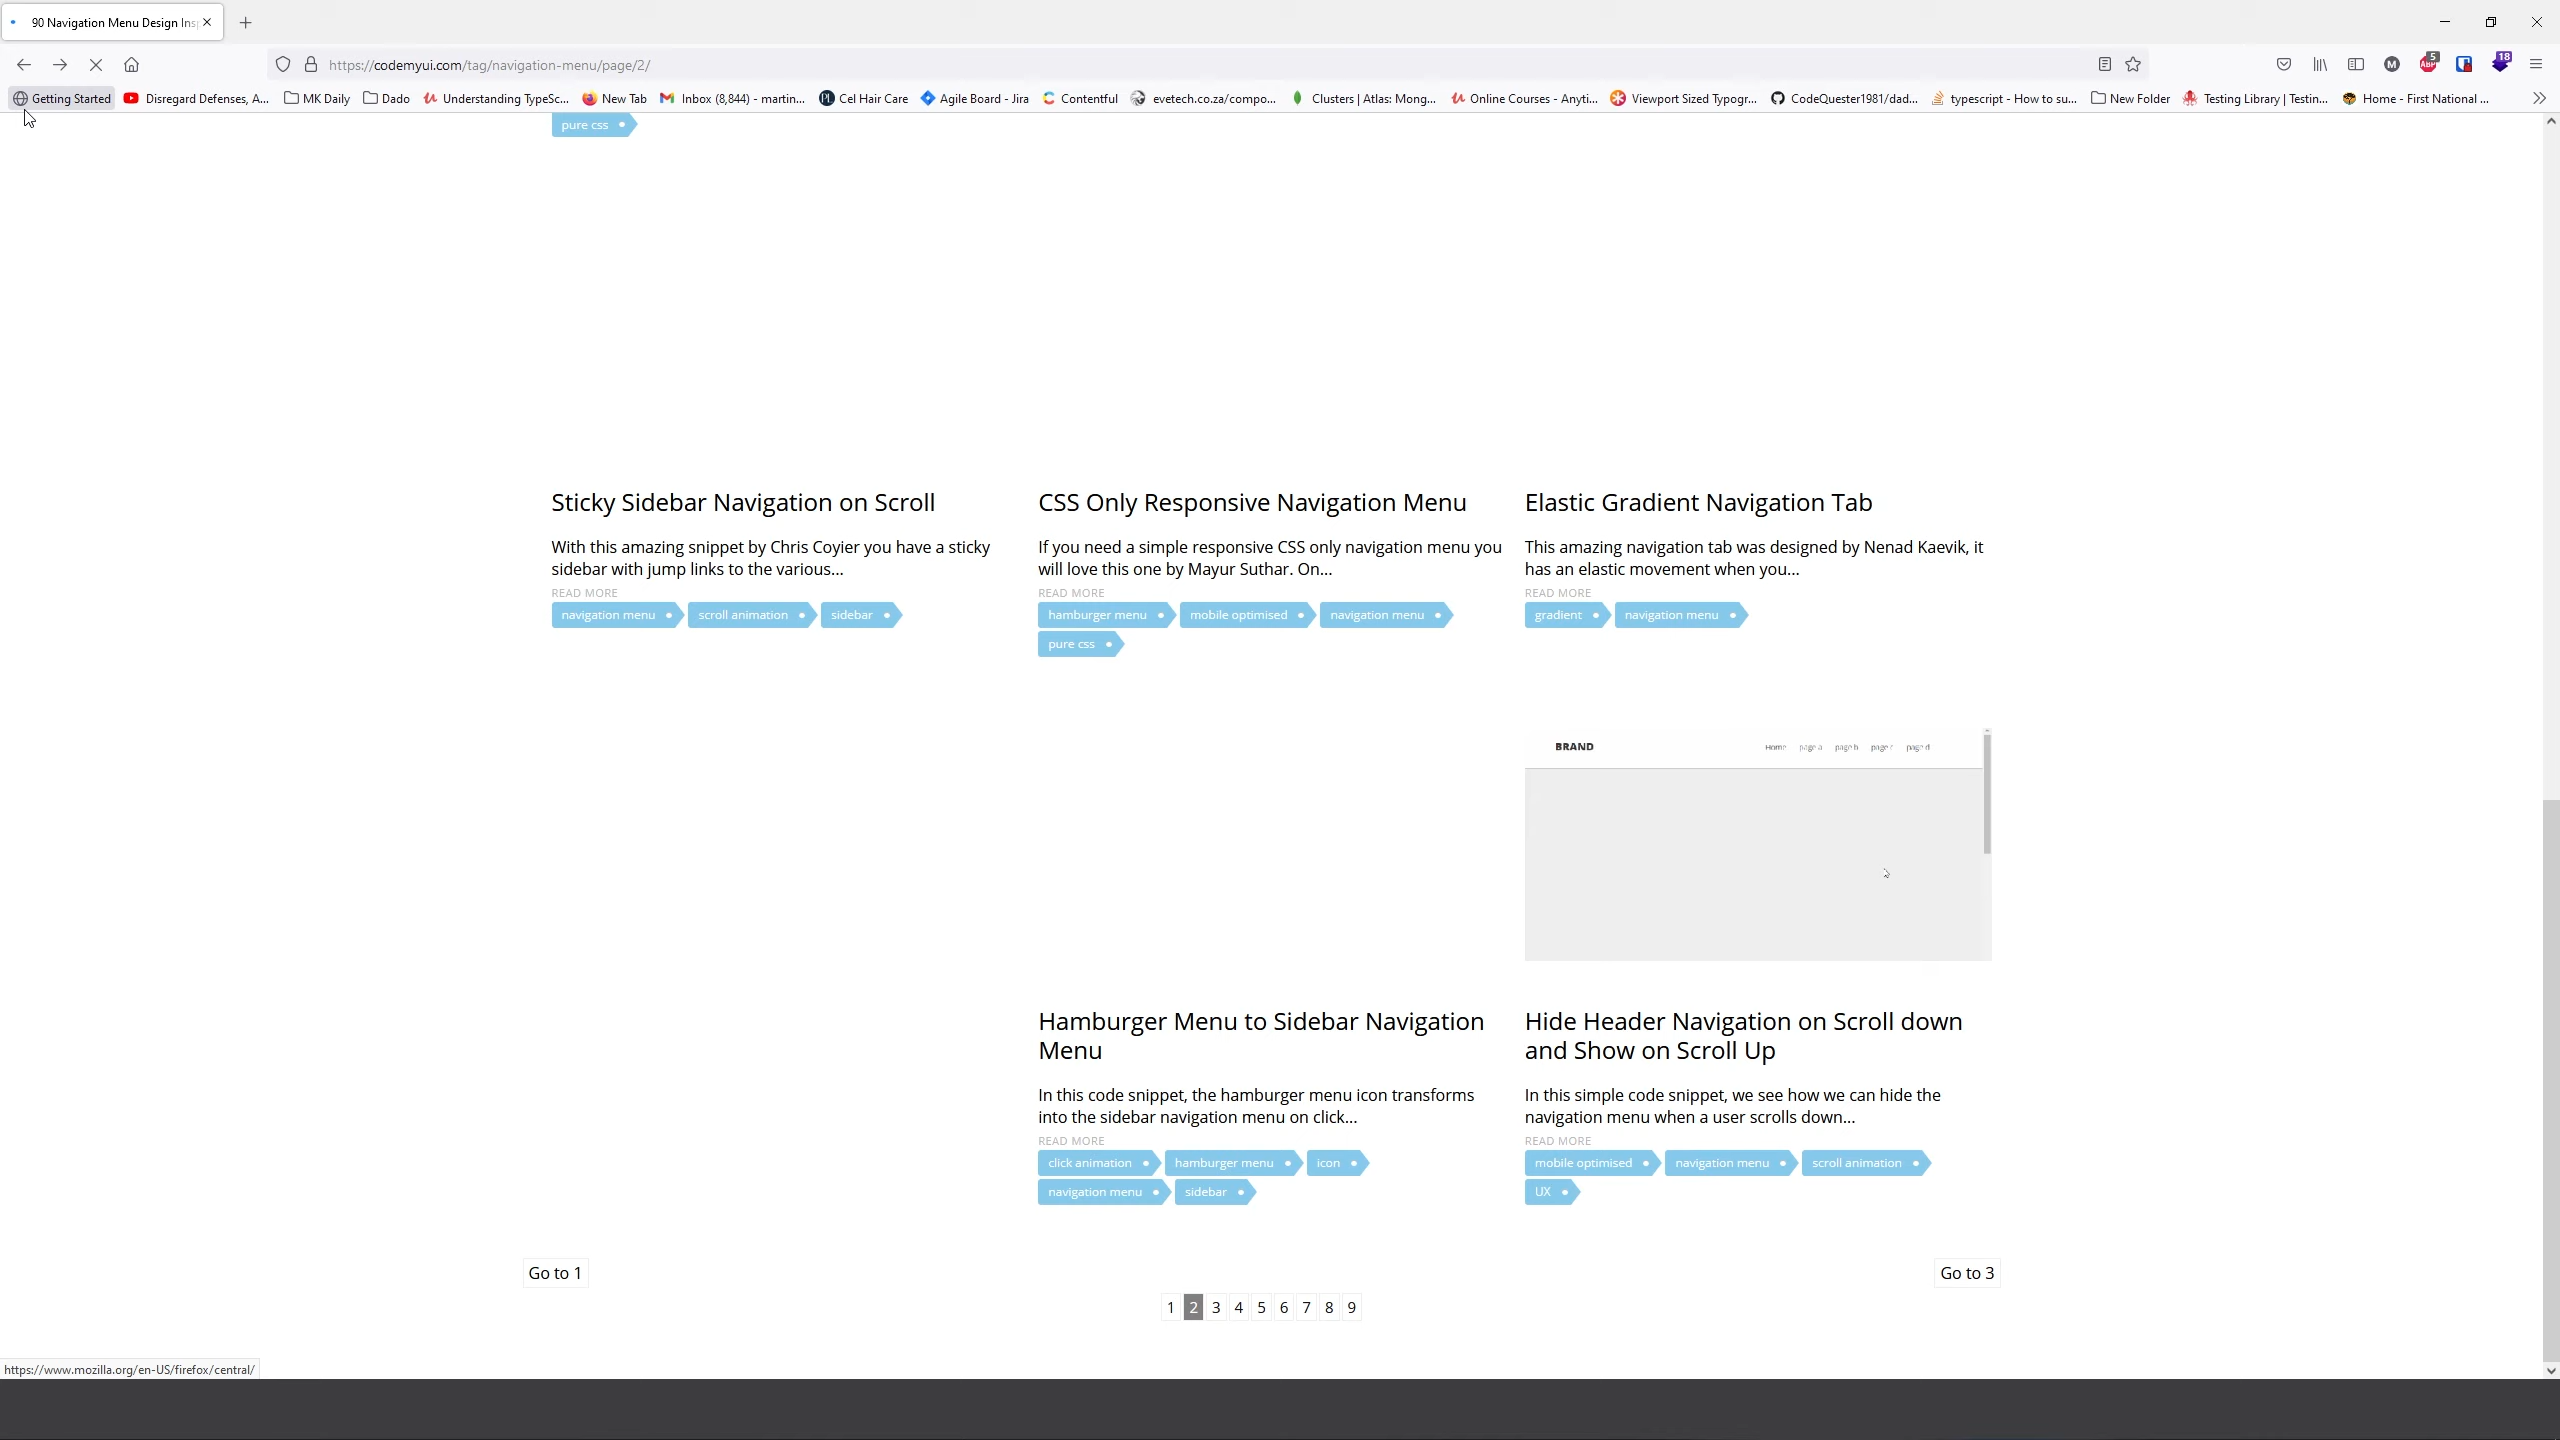 90 Navigation Menu Design Ins
https://codemyui.com/tag/navigation-menu/page/2/
5
18
M
ABP
Getting Started
Disregard Defenses, A...
MK Daily
Dado
Understanding TypeSc...
New Tab
Inbox (8,844) - martin...
PL
Cel Hair Care
Agile Board - Jira
Contentful
evetech.co.za/compo...
Clusters | Atlas: Mong...
Online Courses - Anyti...
Viewport Sized Typogr...
CodeQuester1981/dad...
typescript - How to su...
New Folder
Testing Library | Testin...
Home - First National ...
pure css
Sticky Sidebar Navigation on Scroll
With this amazing snippet by Chris Coyier you have a sticky
sidebar with jump links to the various...
READ MORE
navigation menu
scroll animation
sidebar
CSS Only Responsive Navigation Menu
If you need a simple responsive CSS only navigation menu you
will love this one by Mayur Suthar. On...
READ MORE
hamburger menu
mobile optimised
navigation menu
pure css
Elastic Gradient Navigation Tab
This amazing navigation tab was designed by Nenad Kaevik, it
has an elastic movement when you...
READ MORE
gradient
navigation menu
Hamburger Menu to Sidebar Navigation
Menu
In this code snippet, the hamburger menu icon transforms
into the sidebar navigation menu on click...
READ MORE
click animation
hamburger menu
icon
navigation menu
sidebar
BRAND
Home page a page b page c page d
Hide Header Navigation on Scroll down
and Show on Scroll Up
In this simple code snippet, we see how we can hide the
navigation menu when a user scrolls down...
READ MORE
mobile optimised
navigation menu
scroll animation
UX
Go to 1
Go to 3
1 2 3 4 5 6 7 8 9
https://www.mozilla.org/en-US/firefox/central/